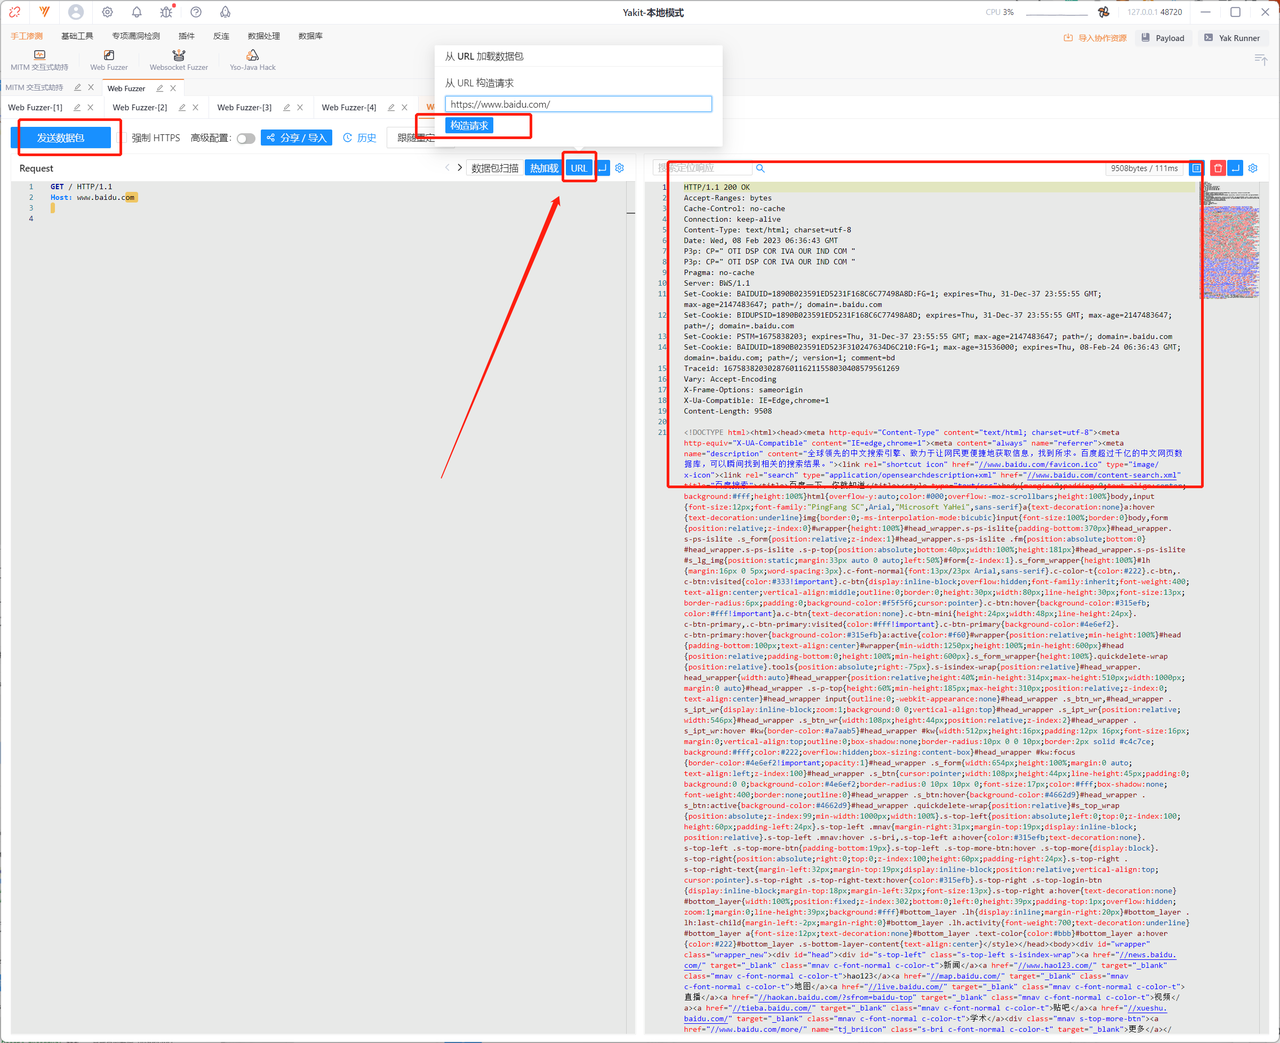 Yakit-本地模式
CPU 3%
127.0.0.1 48720
手工渗测 基础工具 专项漏洞检测 插件 反连 数据处理 数据库
导入协作资源 Payload Yak Runner
MITM 交互式劫持 Web Fuzzer Websocket Fuzzer Yso-Java Hack
MITM 交互式劫持 Web Fuzzer
Web Fuzzer-[1] Web Fuzzer-[2] Web Fuzzer-[3] Web Fuzzer-[4]
从 URL 加载数据包
从 URL 构造请求
https://www.baidu.com/
构造请求
发送数据包 强制 HTTPS 高级配置: 分享 / 导入 历史
Request 数据包扫描 热加载 URL
9508bytes / 111ms
1 GET / HTTP/1.1
2 Host: www.baidu.com
3
4
1 HTTP/1.1 200 OK
2 Accept-Ranges: bytes
3 Cache-Control: no-cache
4 Connection: keep-alive
5 Content-Type: text/html; charset=utf-8
6 Date: Wed, 08 Feb 2023 06:36:43 GMT
7 P3p: CP=" OTI DSP COR IVA OUR IND COM "
8 P3p: CP=" OTI DSP COR IVA OUR IND COM "
9 Pragma: no-cache
10 Server: BWS/1.1
11 Set-Cookie: BAIDUID=1890B023591ED5231F168C6C77498A8D:FG=1; expires=Thu, 31-Dec-37 23:55:55 GMT;
max-age=2147483647; path=/; domain=.baidu.com
12 Set-Cookie: BIDUPSID=1890B023591ED5231F168C6C77498A8D; expires=Thu, 31-Dec-37 23:55:55 GMT; max-age=2147483647;
path=/; domain=.baidu.com
13 Set-Cookie: PSTM=1675838203; expires=Thu, 31-Dec-37 23:55:55 GMT; max-age=2147483647; path=/; domain=.baidu.com
14 Set-Cookie: BAIDUID=1890B023591ED523F310247634D6C210:FG=1; max-age=31536000; expires=Thu, 08-Feb-24 06:36:43 GMT;
domain=.baidu.com; path=/; version=1; comment=bd
15 Traceid: 1675838203028760116211558030408579561269
16 Vary: Accept-Encoding
17 X-Frame-Options: sameorigin
18 X-Ua-Compatible: IE=Edge,chrome=1
19 Content-Length: 9508
20
21 <!DOCTYPE html><html><head><meta http-equiv="Content-Type" content="text/html; charset=utf-8"><meta
http-equiv="X-UA-Compatible" content="IE=edge,chrome=1"><meta content="always" name="referrer"><meta
name="description" content="全球领先的中文搜索引擎、致力于让网民更便捷地获取信息，找到所求。百度超过千亿的中文网页数
据库，可以瞬间找到相关的搜索结果。"><link rel="shortcut icon" href="//www.baidu.com/favicon.ico" type="image/
x-icon"><link rel="search" type="application/opensearchdescription+xml" href="//www.baidu.com/content-search.xml"
background:#fff;height:100%}html{overflow-y:auto;color:#000;overflow:-moz-scrollbars;height:100%}body,input
{font-size:12px;font-family:"PingFang SC",Arial,"Microsoft YaHei",sans-serif}a{text-decoration:none}a:hover
{text-decoration:underline}img{border:0;-ms-interpolation-mode:bicubic}input{font-size:100%;border:0}body,form
{position:relative;z-index:0}#wrapper{height:100%}#head_wrapper.s-ps-islite{padding-bottom:370px}#head_wrapper.
s-ps-islite .s_form{position:relative;z-index:1}#head_wrapper.s-ps-islite .fm{position:absolute;bottom:0}
#head_wrapper.s-ps-islite .s-p-top{position:absolute;bottom:40px;width:100%;height:181px}#head_wrapper.s-ps-islite
#s_lg_img{position:static;margin:33px auto 0 auto;left:50%}#form{z-index:1}.s_form_wrapper{height:100%}#lh
{margin:16px 0 5px;word-spacing:3px}.c-font-normal{font:13px/23px Arial,sans-serif}.c-color-t{color:#222}.c-btn,.
c-btn:visited{color:#333!important}.c-btn{display:inline-block;overflow:hidden;font-family:inherit;font-weight:400;
text-align:center;vertical-align:middle;outline:0;border:0;height:30px;width:80px;line-height:30px;font-size:13px;
border-radius:6px;padding:0;background-color:#f5f5f6;cursor:pointer}.c-btn:hover{background-color:#315efb;
color:#fff!important}a.c-btn{text-decoration:none}.c-btn-mini{height:24px;width:48px;line-height:24px}.
c-btn-primary,.c-btn-primary:visited{color:#fff!important}.c-btn-primary{background-color:#4e6ef2}.
c-btn-primary:hover{background-color:#315efb}a:active{color:#f60}#wrapper{position:relative;min-height:100%}#head
{padding-bottom:100px;text-align:center}#wrapper{min-width:1250px;height:100%;min-height:600px}#head
{position:relative;padding-bottom:0;height:100%;min-height:600px}.s_form_wrapper{height:100%}.quickdelete-wrap
{position:relative}.tools{position:absolute;right:-75px}.s-isindex-wrap{position:relative}#head_wrapper.
head_wrapper{width:auto}#head_wrapper{position:relative;height:40%;min-height:314px;max-height:510px;width:1000px;
margin:0 auto}#head_wrapper .s-p-top{height:60%;min-height:185px;max-height:310px;position:relative;z-index:0;
text-align:center}#head_wrapper input{outline:0;-webkit-appearance:none}#head_wrapper .s_btn_wr,#head_wrapper .
s_ipt_wr{display:inline-block;zoom:1;background:0 0;vertical-align:top}#head_wrapper .s_ipt_wr{position:relative;
width:546px}#head_wrapper .s_btn_wr{width:108px;height:44px;position:relative;z-index:2}#head_wrapper .
s_ipt_wr:hover #kw{border-color:#a7aab5}#head_wrapper #kw{width:512px;height:16px;padding:12px 16px;font-size:16px;
margin:0;vertical-align:top;outline:0;box-shadow:none;border-radius:10px 0 0 10px;border:2px solid #c4c7ce;
background:#fff;color:#222;overflow:hidden;box-sizing:content-box}#head_wrapper #kw:focus
{border-color:#4e6ef2!important;opacity:1}#head_wrapper .s_form{width:654px;height:100%;margin:0 auto;
text-align:left;z-index:100}#head_wrapper .s_btn{cursor:pointer;width:108px;height:44px;line-height:45px;padding:0;
background:0 0;background-color:#4e6ef2;border-radius:0 10px 10px 0;font-size:17px;color:#fff;box-shadow:none;
font-weight:400;border:none;outline:0}#head_wrapper .s_btn:hover{background-color:#4662d9}#head_wrapper .
s_btn:active{background-color:#4662d9}#head_wrapper .quickdelete-wrap{position:relative}#s_top_wrap
{position:absolute;z-index:99;min-width:1000px;width:100%}.s-top-left{position:absolute;left:0;top:0;z-index:100;
height:60px;padding-left:24px}.s-top-left .mnav{margin-right:31px;margin-top:19px;display:inline-block;
position:relative}.s-top-left .mnav:hover .s-bri,.s-top-left a:hover{color:#315efb;text-decoration:none}.
s-top-left .s-top-more-btn{padding-bottom:19px}.s-top-left .s-top-more-btn:hover .s-top-more{display:block}.
s-top-right{position:absolute;right:0;top:0;z-index:100;height:60px;padding-right:24px}.s-top-right .
s-top-right-text{margin-left:32px;margin-top:19px;display:inline-block;position:relative;vertical-align:top;
cursor:pointer}.s-top-right .s-top-right-text:hover{color:#315efb}.s-top-right .s-top-login-btn
{display:inline-block;margin-top:18px;margin-left:32px;font-size:13px}.s-top-right a:hover{text-decoration:none}
#bottom_layer{width:100%;position:fixed;z-index:302;bottom:0;left:0;height:39px;padding-top:1px;overflow:hidden;
zoom:1;margin:0;line-height:39px;background:#fff}#bottom_layer .lh{display:inline;margin-right:20px}#bottom_layer .
lh:last-child{margin-left:-2px;margin-right:0}#bottom_layer .lh.activity{font-weight:700;text-decoration:underline}
#bottom_layer a{font-size:12px;text-decoration:none}#bottom_layer .text-color{color:#bbb}#bottom_layer a:hover
{color:#222}#bottom_layer .s-bottom-layer-content{text-align:center}</style></head><body><div id="wrapper"
class="wrapper_new"><div id="head"><div id="s-top-left" class="s-top-left s-isindex-wrap"><a href="//news.baidu.
com/" target="_blank" class="mnav c-font-normal c-color-t">新闻</a><a href="//www.hao123.com/" target="_blank"
class="mnav c-font-normal c-color-t">hao123</a><a href="//map.baidu.com/" target="_blank" class="mnav
c-font-normal c-color-t">地图</a><a href="//live.baidu.com/" target="_blank" class="mnav c-font-normal c-color-t">
直播</a><a href="//haokan.baidu.com/?sfrom=baidu-top" target="_blank" class="mnav c-font-normal c-color-t">视频</
a><a href="//tieba.baidu.com/" target="_blank" class="mnav c-font-normal c-color-t">贴吧</a><a href="//xueshu.
baidu.com/" target="_blank" class="mnav c-font-normal c-color-t">学术</a><div class="mnav s-top-more-btn"><a
href="//www.baidu.com/more/" name="tj_briicon" class="s-bri c-font-normal c-color-t" target="_blank">更多</a></